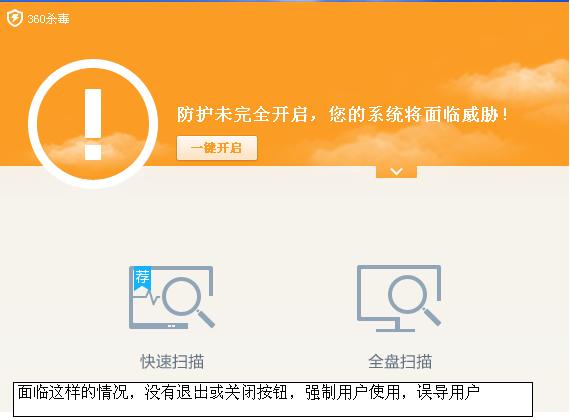 360杀毒
防护未完全开启，您的系统将面临威胁！
一键开启
荐
快速扫描
全盘扫描
面临这样的情况，没有退出或关闭按钮，强制用户使用，误导用户